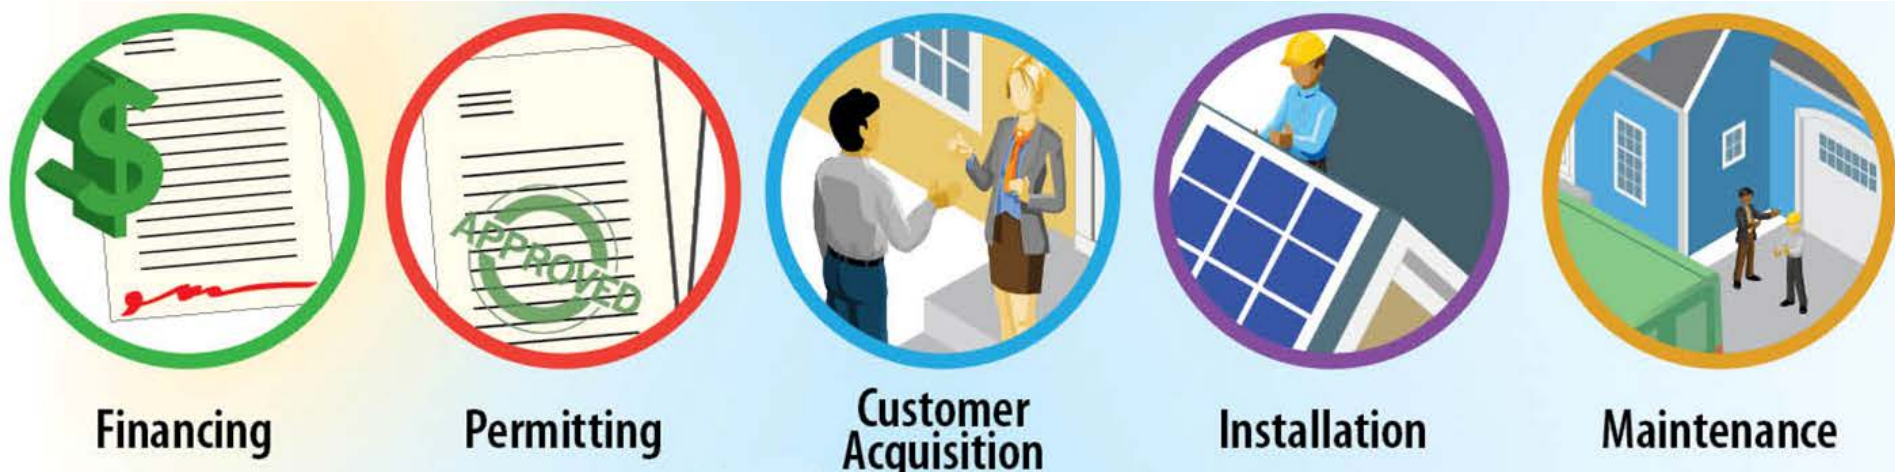 APPROVED
Financing
Permitting
Customer
Acquisition
Installation
Maintenance